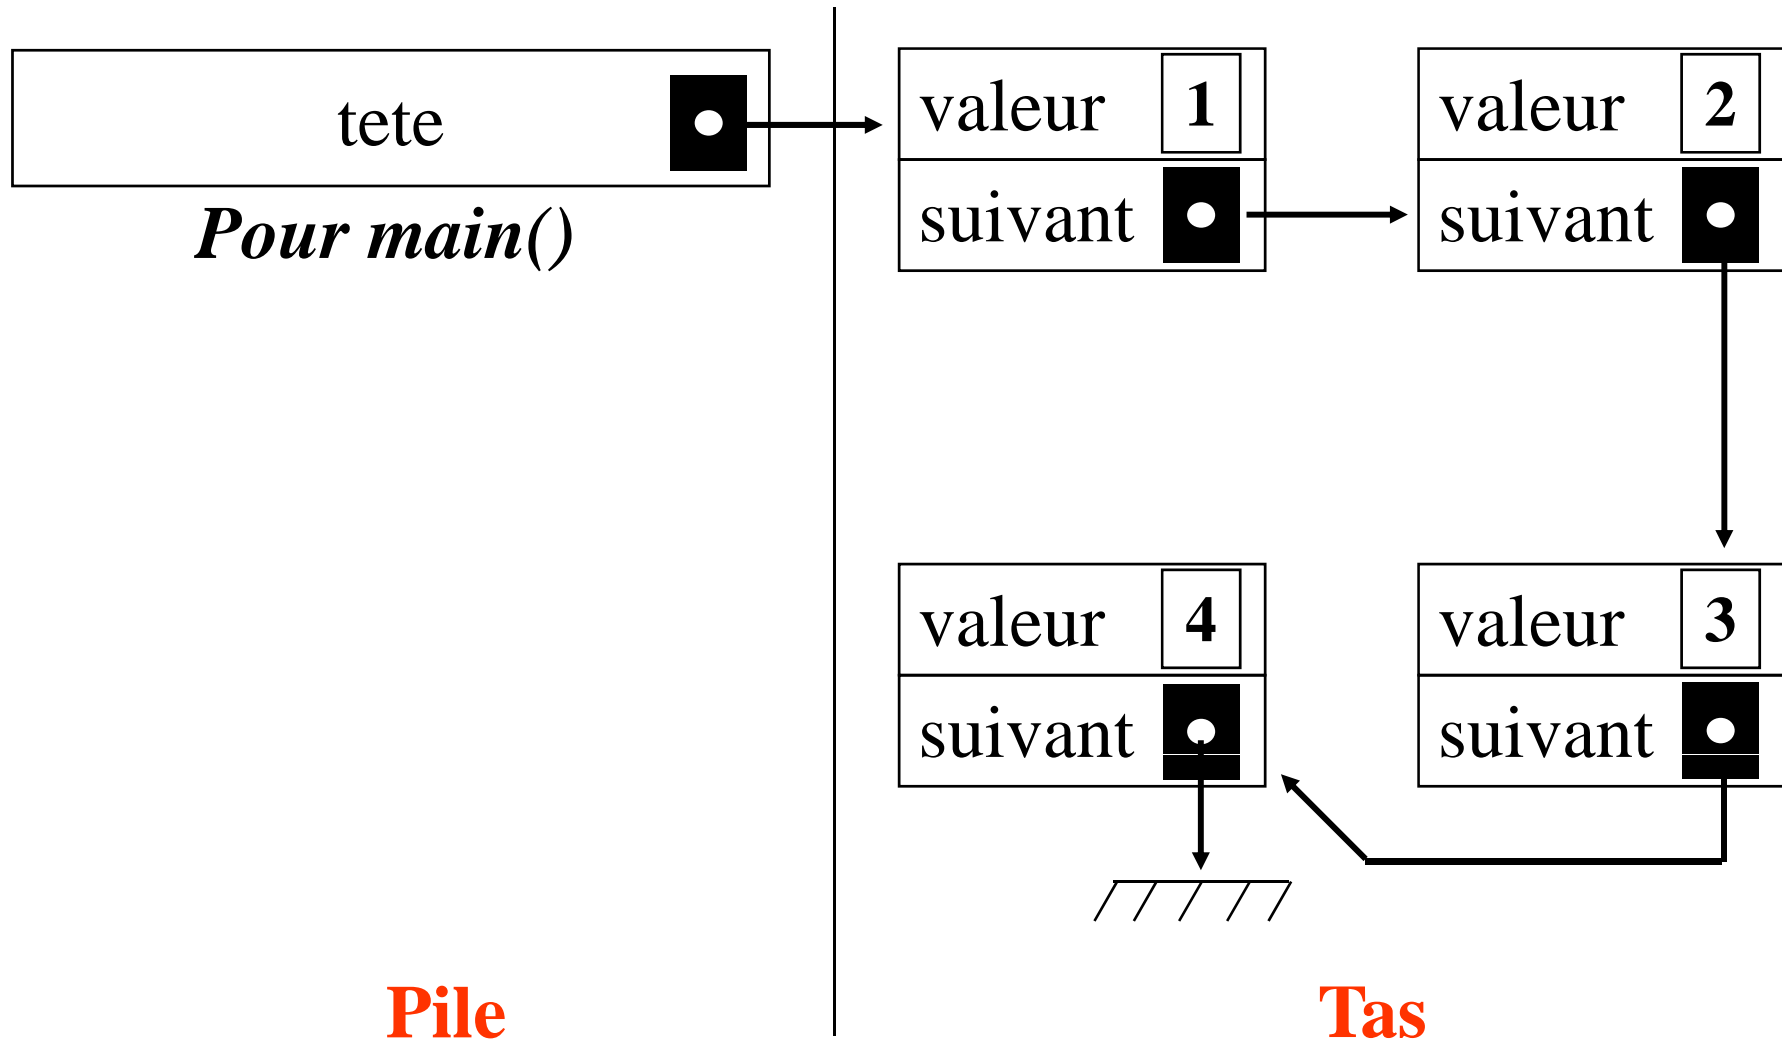 tete
Pour main()
valeur 1
suivant
valeur 2
suivant
valeur 4
suivant
valeur 3
suivant
Pile
Tas